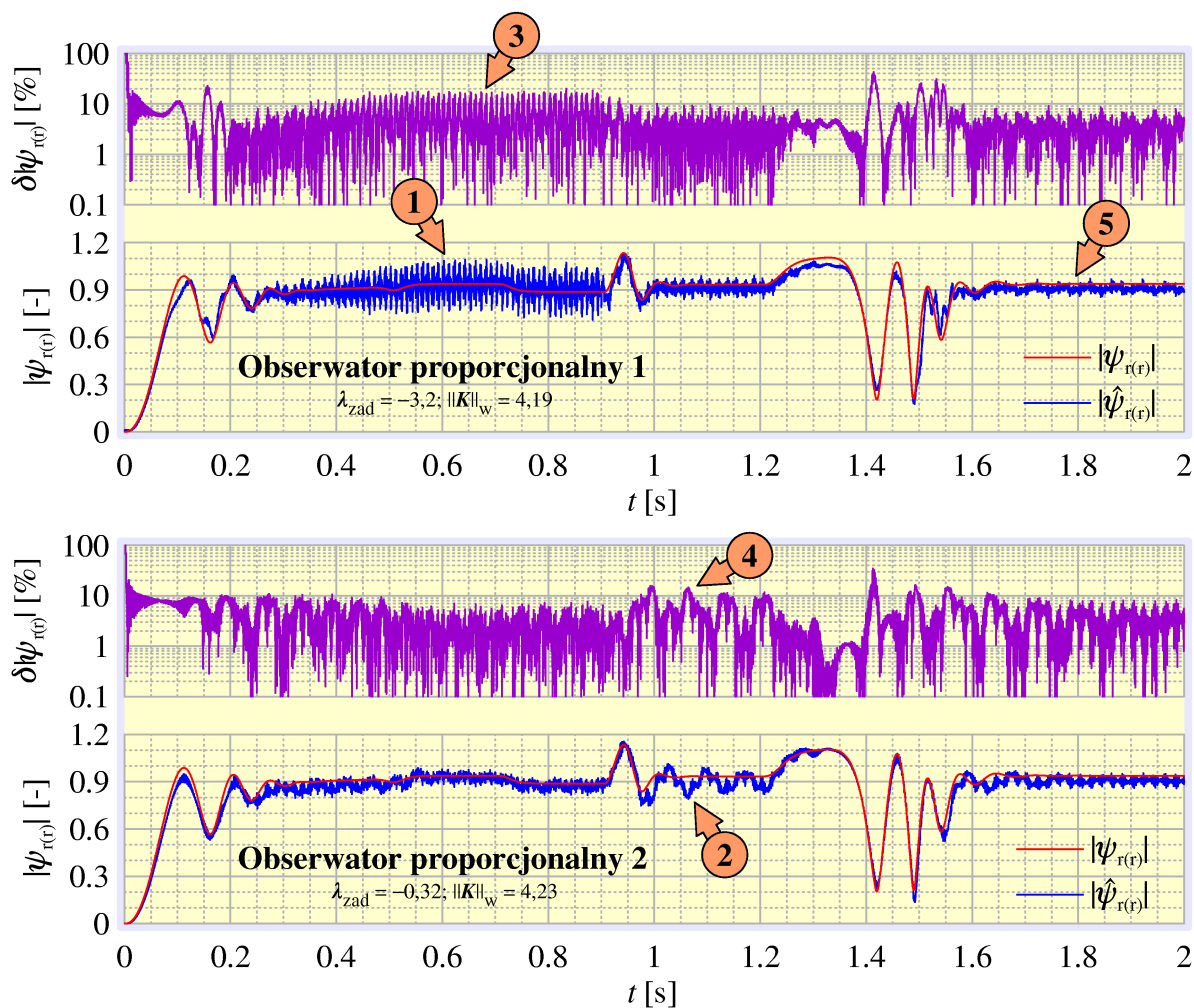 3
100
10
1
0.1
δ|ψr(r)| [%]
1
5
1.2
0.9
0.6
0.3
0
|ψr(r)| [-]
Obserwator proporcjonalny 1
λzad = −3,2; ||K||w = 4,19
|ψr(r)|
|ψ̂r(r)|
0 0.2 0.4 0.6 0.8 1 1.2 1.4 1.6 1.8 2
t [s]
4
100
10
1
0.1
δ|ψr(r)| [%]
1.2
0.9
0.6
0.3
0
|ψr(r)| [-]
2
Obserwator proporcjonalny 2
λzad = −0,32; ||K||w = 4,23
|ψr(r)|
|ψ̂r(r)|
0 0.2 0.4 0.6 0.8 1 1.2 1.4 1.6 1.8 2
t [s]